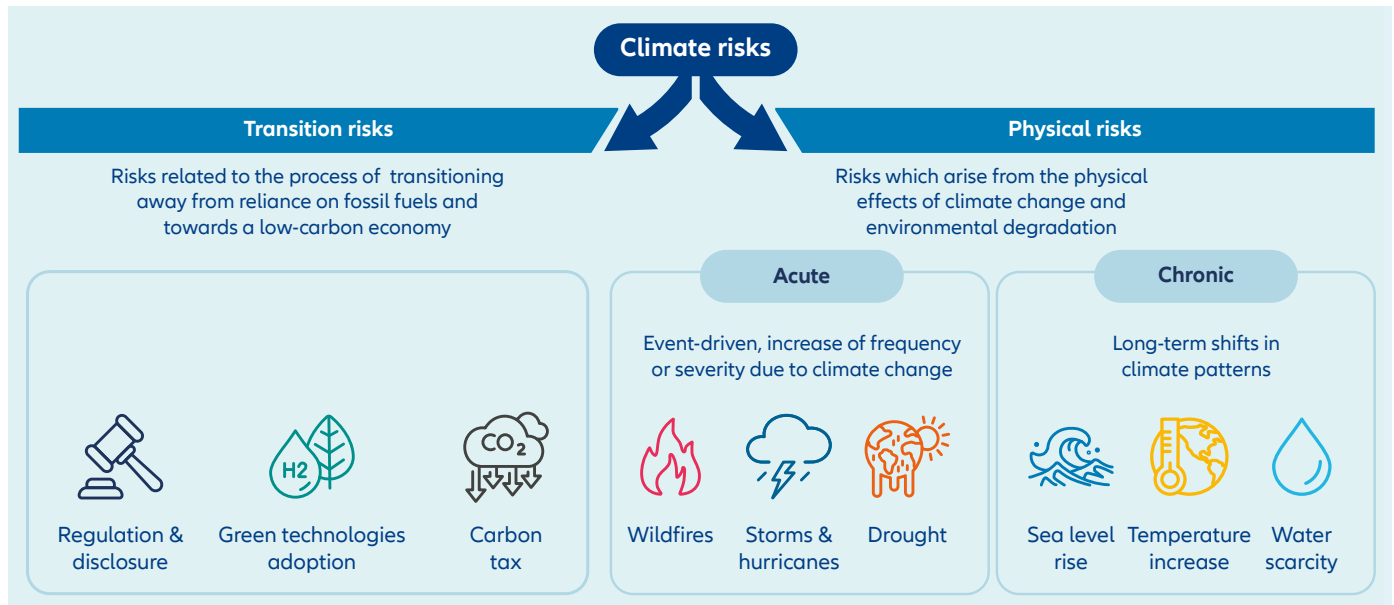 Climate risks
Transition risks
Risks related to the process of transitioning
away from reliance on fossil fuels and
towards a low-carbon economy
CO2
H2
Regulation &
disclosure
Green technologies
adoption
Carbon
tax
Physical risks
Risks which arise from the physical
effects of climate change and
environmental degradation
Acute
Event-driven, increase of frequency
or severity due to climate change
Wildfires
Storms &
hurricanes
Drought
Chronic
Long-term shifts in
climate patterns
Sea level
rise
Temperature
increase
Water
scarcity